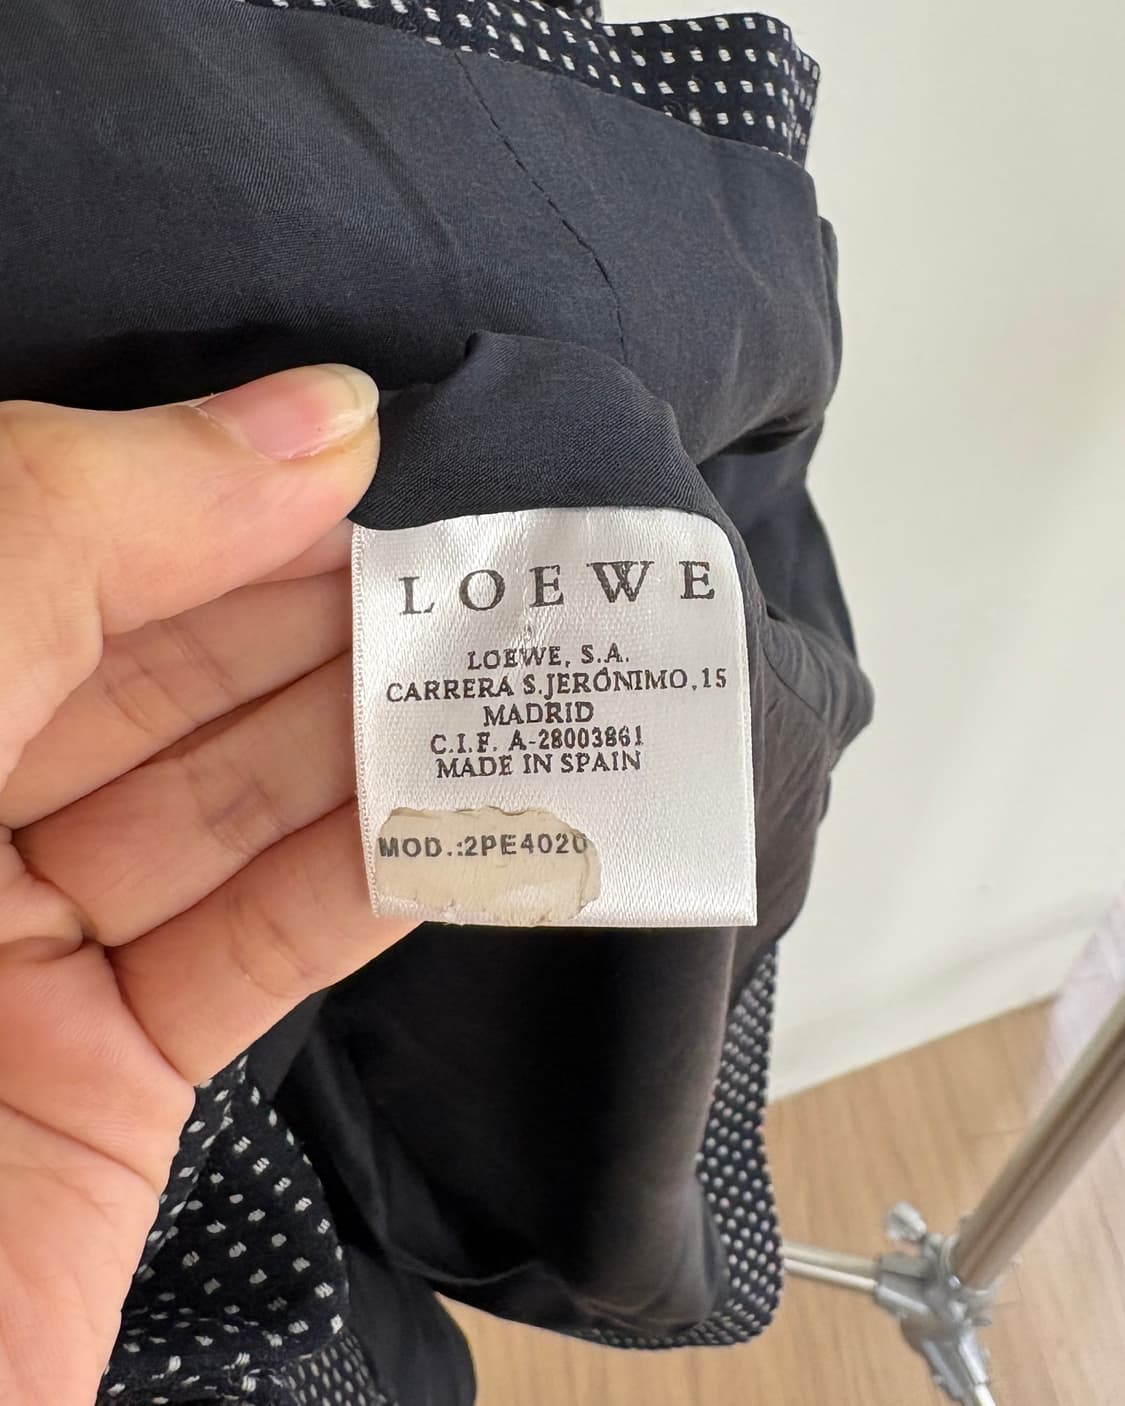 LOEWE
LOEWE, S.A.
CARRERA S.JERÓNIMO,15
MADRID
C.I.F. A-28003861
MADE IN SPAIN
MOD.:2PE4020